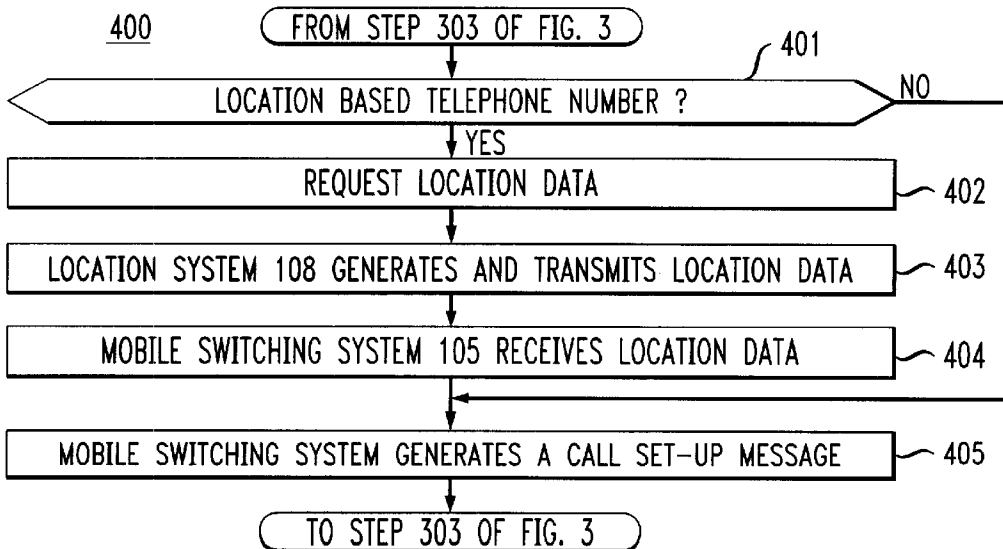 400
FROM STEP 303 OF FIG. 3
401
LOCATION BASED TELEPHONE NUMBER ?
NO
YES
REQUEST LOCATION DATA
402
LOCATION SYSTEM 108 GENERATES AND TRANSMITS LOCATION DATA
403
MOBILE SWITCHING SYSTEM 105 RECEIVES LOCATION DATA
404
MOBILE SWITCHING SYSTEM GENERATES A CALL SET-UP MESSAGE
405
TO STEP 303 OF FIG. 3